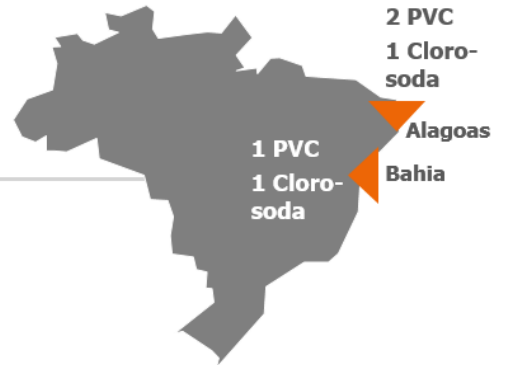 2 PVC
1 Cloro-
soda
Alagoas
1 PVC
1 Cloro-
soda
Bahia